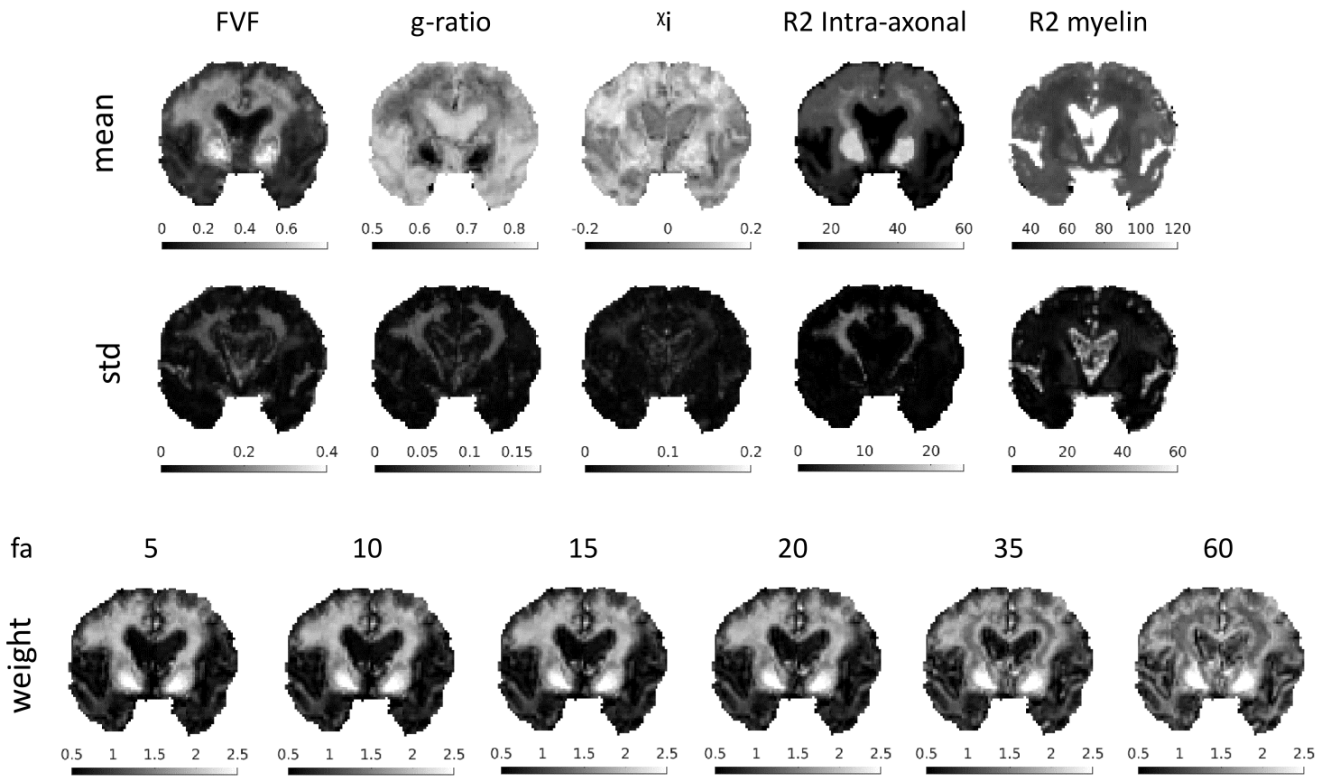 FVF g-ratio χi R2 Intra-axonal R2 myelin
mean
0 0.2 0.4 0.6 0.5 0.6 0.7 0.8 -0.2 0 0.2 20 40 60 40 60 80 100 120
std
0 0.2 0.4 0 0.05 0.1 0.15 0 0.1 0.2 0 10 20 0 20 40 60
fa 5 10 15 20 35 60
weight
0.5 1 1.5 2 2.5 0.5 1 1.5 2 2.5 0.5 1 1.5 2 2.5 0.5 1 1.5 2 2.5 0.5 1 1.5 2 2.5 0.5 1 1.5 2 2.5